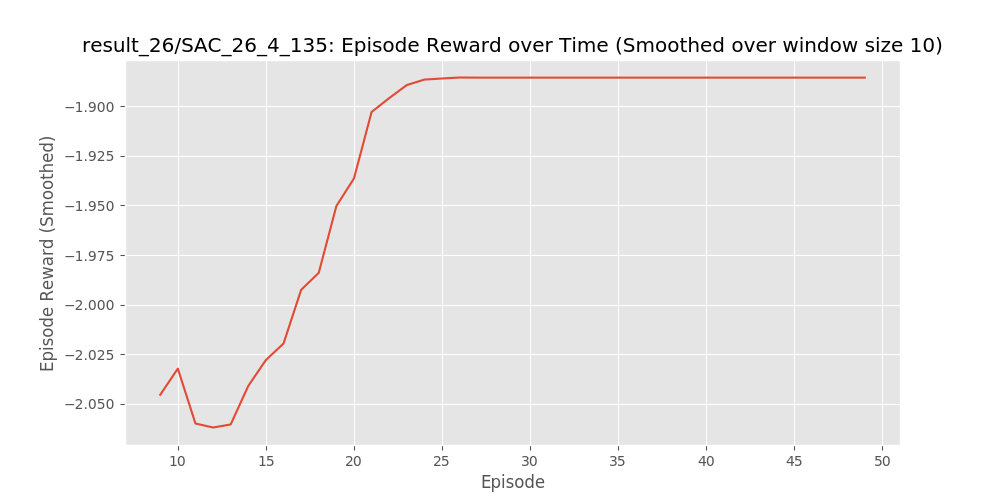 result_26/SAC_26_4_135: Episode Reward over Time (Smoothed over window size 10)
Episode Reward (Smoothed)
−1.900
−1.925
−1.950
−1.975
−2.000
−2.025
−2.050
10 15 20 25 30 35 40 45 50
Episode